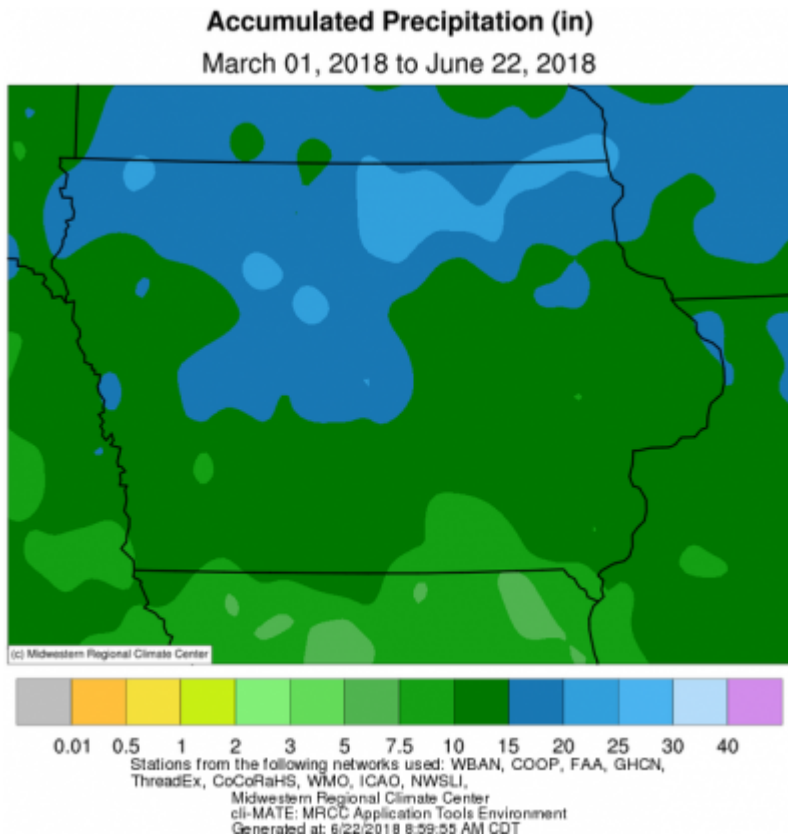 Accumulated Precipitation (in)
March 01, 2018 to June 22, 2018
(c) Midwestern Regional Climate Center
0.01 0.5 1 2 3 5 7.5 10 15 20 25 30 40
Stations from the following networks used: WBAN, COOP, FAA, GHCN,
ThreadEx, CoCoRaHS, WMO, ICAO, NWSLI,
Midwestern Regional Climate Center
cli-MATE: MRCC Application Tools Environment
Generated at: 6/22/2018 8:59:55 AM CDT